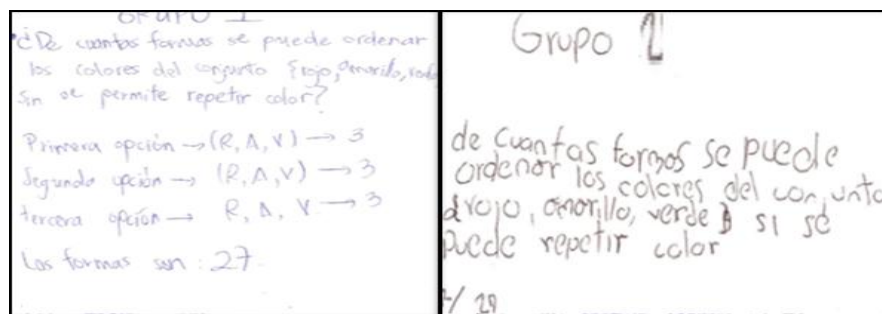 GRUPO 1
¿De cuantas formas se puede ordenar
los colores del conjunto {rojo, Amarillo,
Sin se permite repetir color?
Primera opción → (R, A, V) → 3
Segunda opción → (R, A, V) → 3
tercera opción → R, A, V → 3
Las formas son: 27
Grupo 2
de cuantas formas se puede
ordenar los colores del conjunto
rojo, amarillo, verde si se
puede repetir color